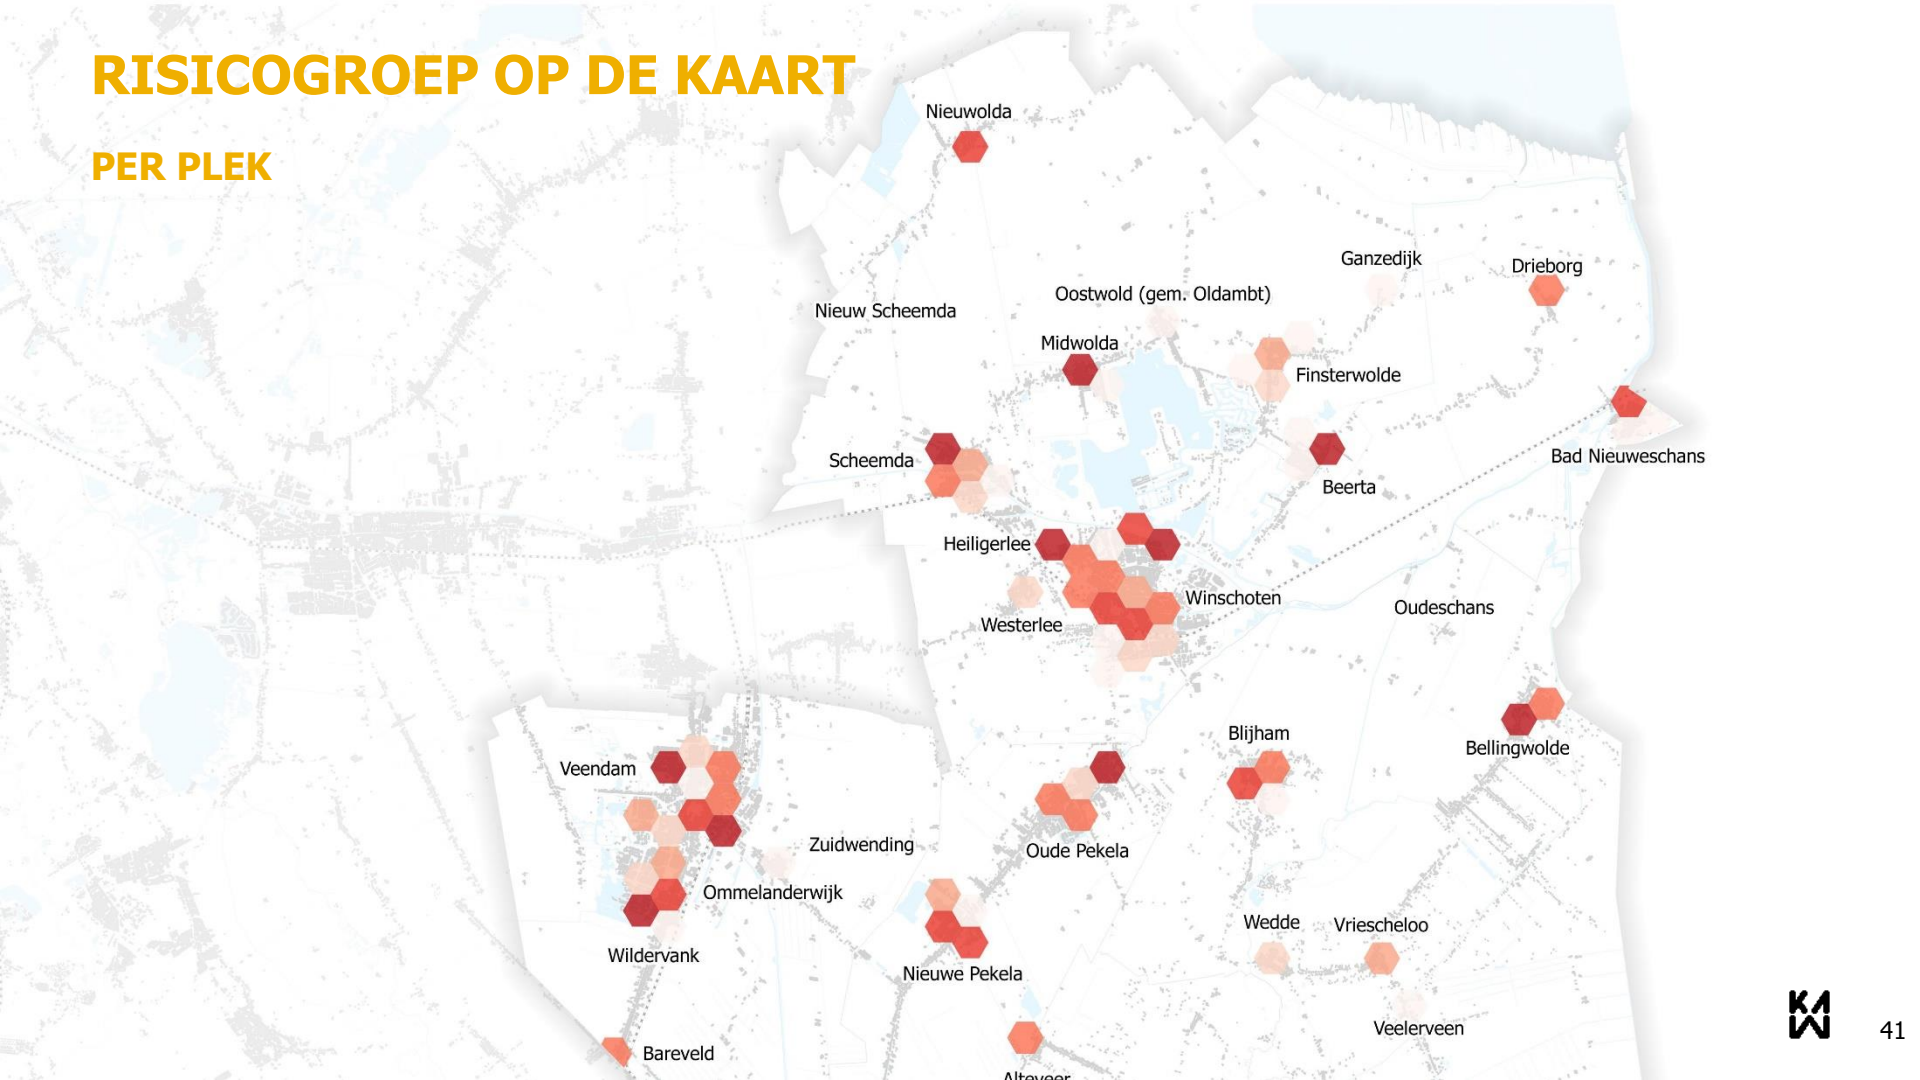 RISICOGROEP OP DE KAART
PER PLEK
Nieuwolda
Ganzedijk
Drieborg
Oostwold (gem. Oldambt)
Nieuw Scheemda
Midwolda
Finsterwolde
Scheemda
Bad Nieuweschans
Beerta
Heiligerlee
Winschoten
Oudeschans
Westerlee
Blijham
Bellingwolde
Veendam
Zuidwending
Oude Pekela
Ommelanderwijk
Wedde
Vriescheloo
Wildervank
Nieuwe Pekela
Veelerveen
KAW
41
Bareveld
Alteveer